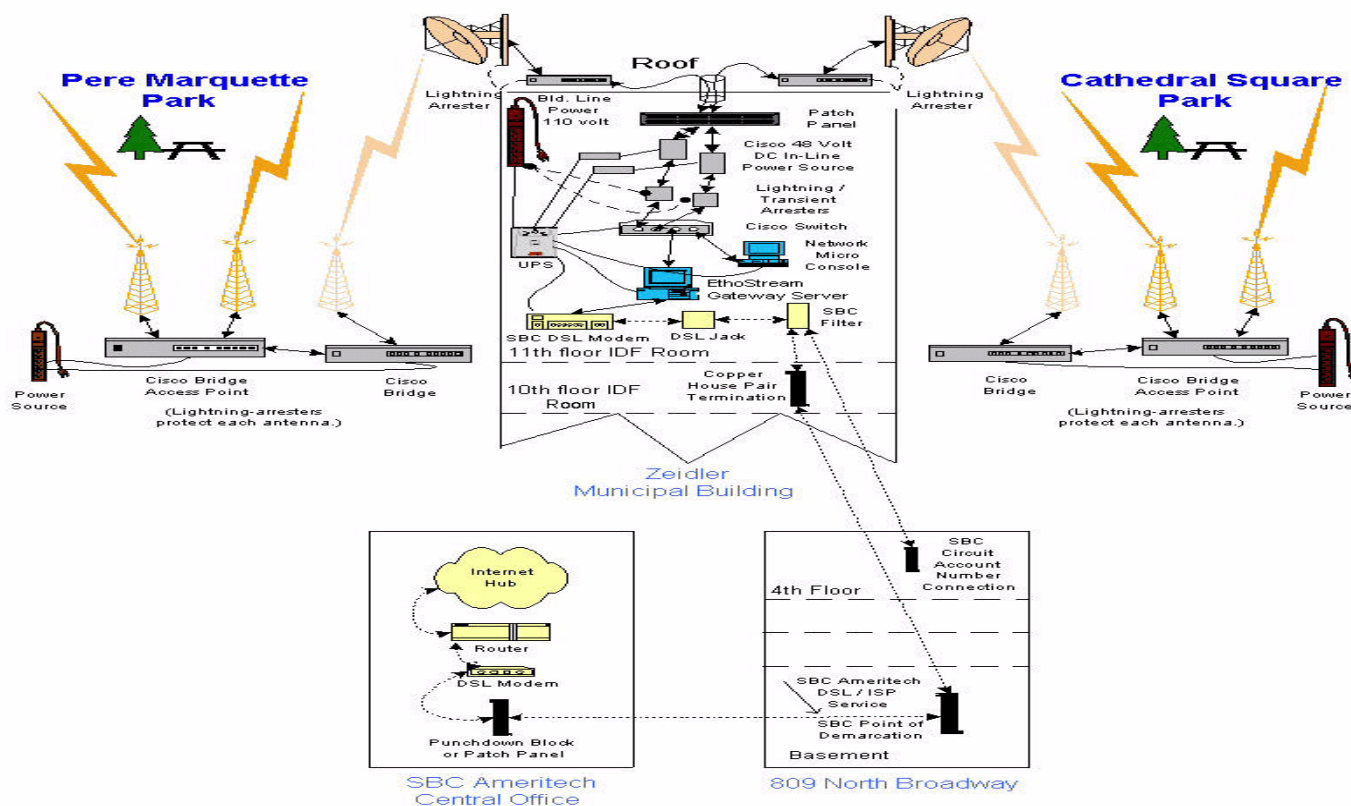 Roof
Pere Marquette
Park
Cathedral Square
Park
Lightning
Arrester
Bld. Line
Power
110 volt
Lightning
Arrester
Patch
Panel
Cisco 48 Volt
DC In-Line
Power Source
Lightning /
Transient
Arresters
Cisco Switch
UPS
Network
Micro
Console
EthoStream
Gateway Server
SBC
Filter
SBC DSL Modem
DSL Jack
11th floor IDF Room
10th floor IDF
Room
Copper
House Pair
Termination
Power
Source
Cisco Bridge
Access Point
Cisco
Bridge
(Lightning-arresters
protect each antenna.)
Cisco
Bridge
Cisco Bridge
Access Point
Power
Source
(Lightning-arresters
protect each antenna.)
Zeidler
Municipal Building
Internet
Hub
Router
DSL Modem
Punchdown Block
or Patch Panel
SBC Ameritech
Central Office
SBC
Circuit
Account
Number
Connection
4th Floor
SBC Ameritech
DSL / ISP
Service
SBC Point of
Demarcation
Basement
809 North Broadway